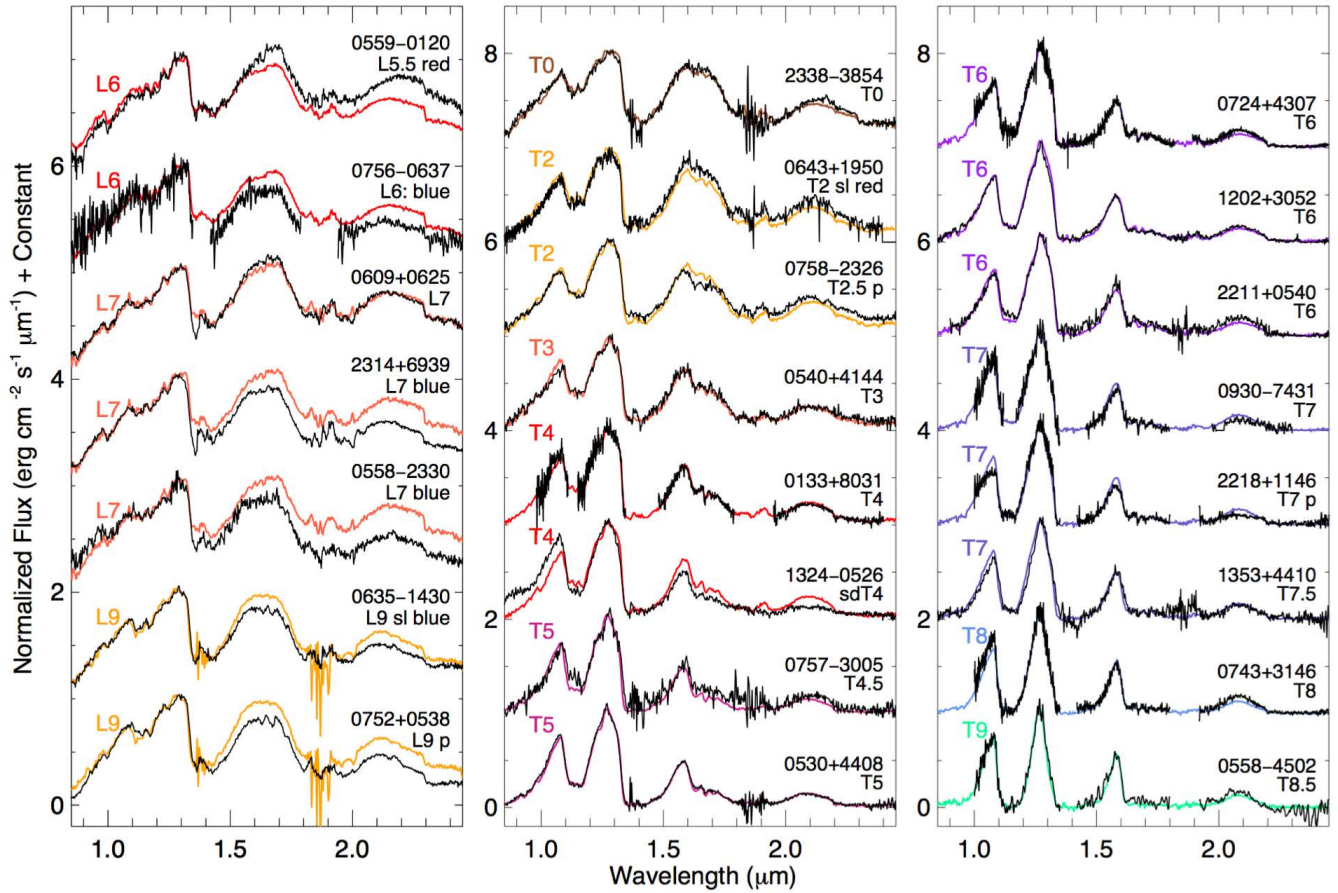 Normalized Flux (erg cm⁻² s⁻¹ μm⁻¹) + Constant
0559−0120
L5.5 red
L6
6
0756−0637
L6: blue
L6
0609+0625
L7
L7
4
2314+6939
L7 blue
L7
0558−2330
L7 blue
L7
2
0635−1430
L9 sl blue
L9
0752+0538
L9 p
L9
0
1.0 1.5 2.0
8
T0
2338−3854
T0
T2
0643+1950
T2 sl red
6
T2
0758−2326
T2.5 p
T3
0540+4144
T3
4
T4
0133+8031
T4
T4
1324−0526
sdT4
2
T5
0757−3005
T4.5
T5
0530+4408
T5
0
1.0 1.5 2.0
Wavelength (μm)
8
T6
0724+4307
T6
T6
1202+3052
T6
6
T6
2211+0540
T6
T7
0930−7431
T7
4
T7
2218+1146
T7 p
T7
1353+4410
T7.5
2
T8
0743+3146
T8
T9
0558−4502
T8.5
0
1.0 1.5 2.0